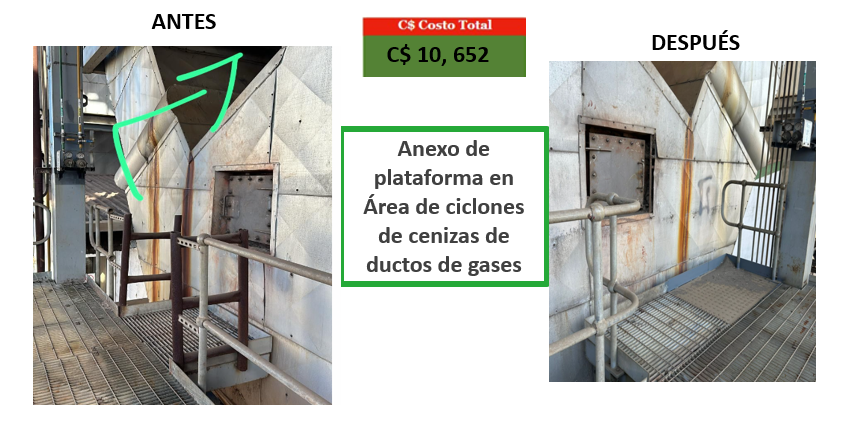 ANTES
C$ Costo Total
C$ 10, 652
DESPUÉS
Anexo de
plataforma en
Área de ciclones
de cenizas de
ductos de gases